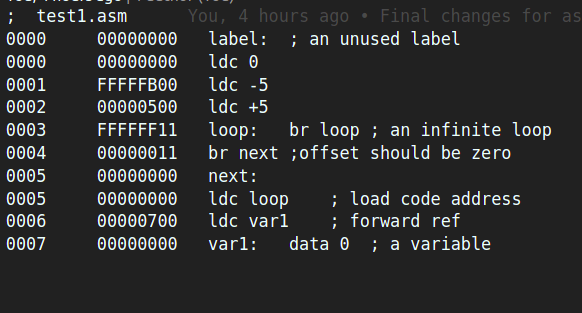 ;  test1.asm      You, 4 hours ago • Final changes for as
0000     00000000   label:  ; an unused label
0000     00000000   ldc 0
0001     FFFFFB00   ldc -5
0002     00000500   ldc +5
0003     FFFFFF11   loop:   br loop ; an infinite loop
0004     00000011   br next ;offset should be zero
0005     00000000   next:
0005     00000000   ldc loop    ; load code address
0006     00000700   ldc var1    ; forward ref
0007     00000000   var1:   data 0  ; a variable